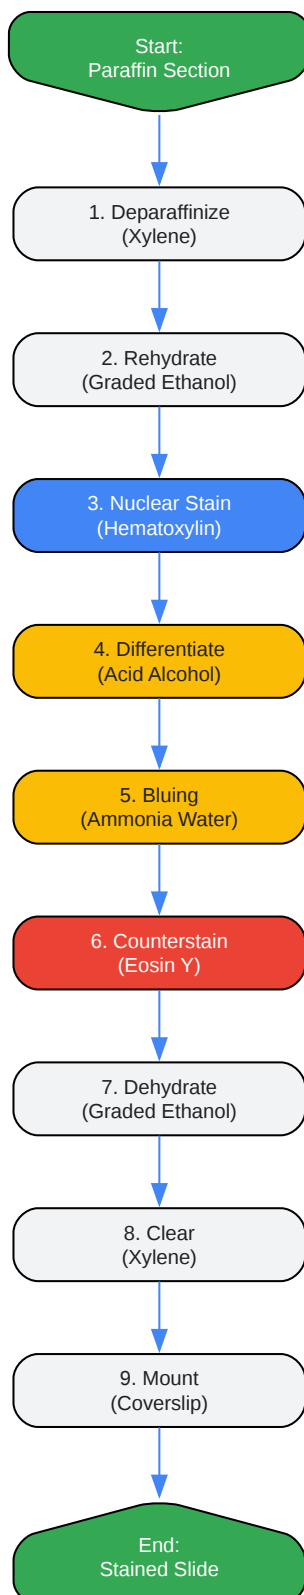 Start:
Paraffin Section
1. Deparaffinize
(Xylene)
2. Rehydrate
(Graded Ethanol)
3. Nuclear Stain
(Hematoxylin)
4. Differentiate
(Acid Alcohol)
5. Bluing
(Ammonia Water)
6. Counterstain
(Eosin Y)
7. Dehydrate
(Graded Ethanol)
8. Clear
(Xylene)
9. Mount
(Coverslip)
End:
Stained Slide